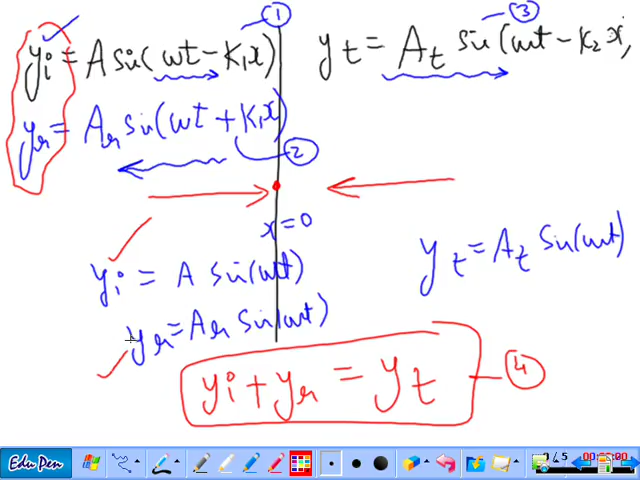 ①
yᵢ = A sin(ωt − K₁x)
yᵣ = Aᵣ sin(ωt + K₁x)
②
③
yₜ = Aₜ sin(ωt − K₂x)
x=0
yᵢ = A sin(ωt)
yᵣ = Aᵣ sin(ωt)
yₜ = Aₜ sin(ωt)
yᵢ + yᵣ = yₜ
④
Edu Pen
/ 5